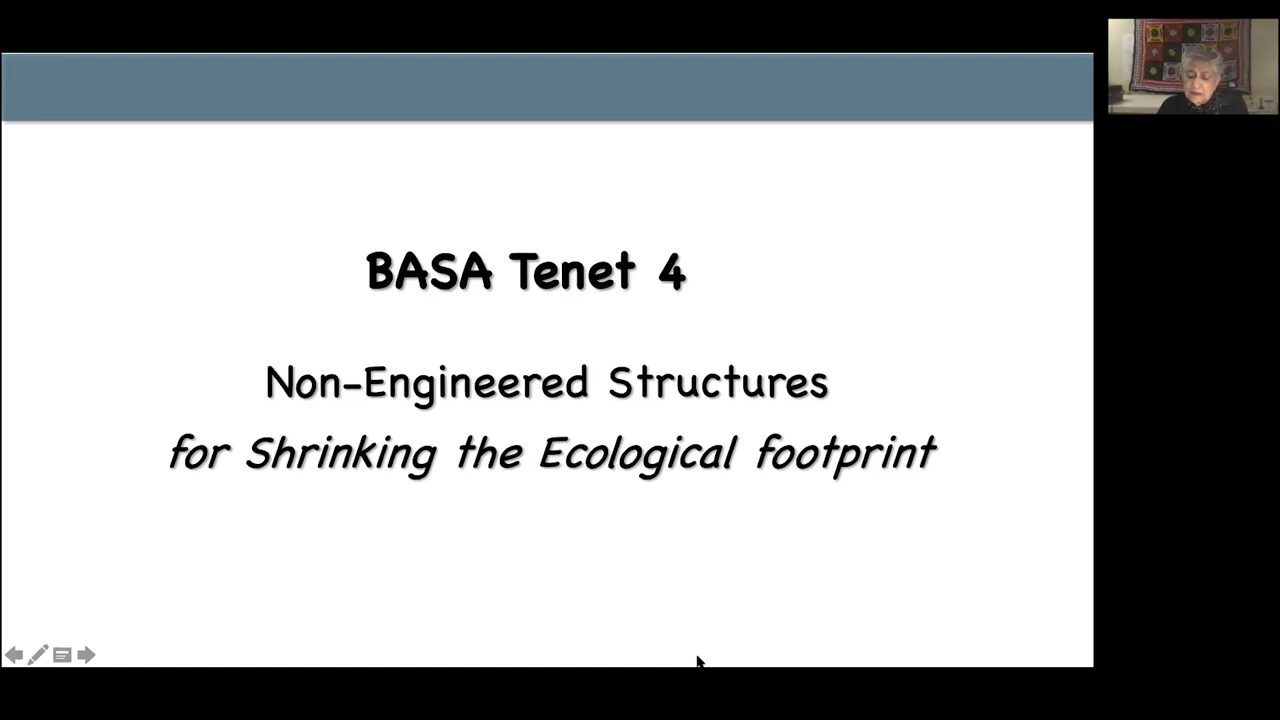 BASA Tenet 4
Non-Engineered Structures
for Shrinking the Ecological footprint